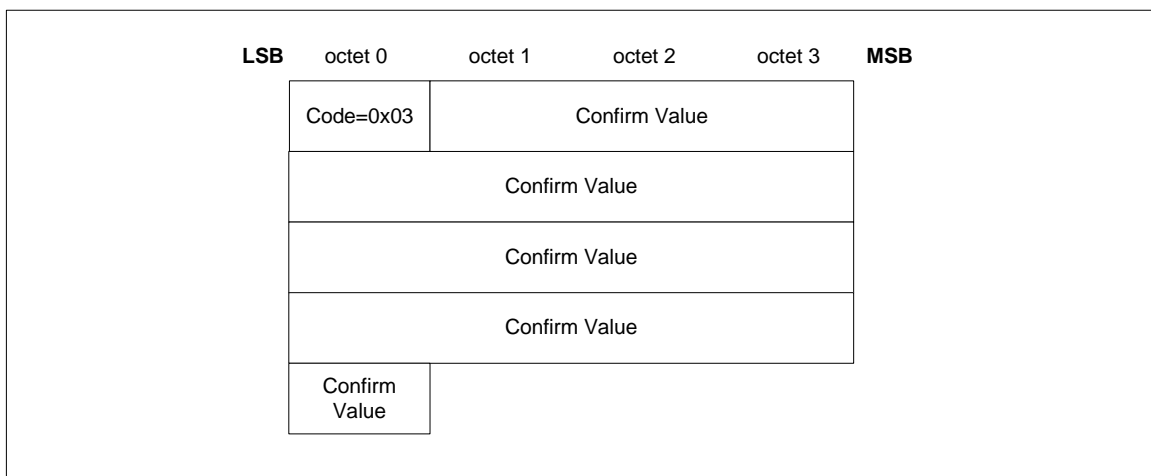 LSB octet 0 octet 1 octet 2 octet 3 MSB
Code=0x03 Confirm Value
Confirm Value
Confirm Value
Confirm Value
Confirm
Value